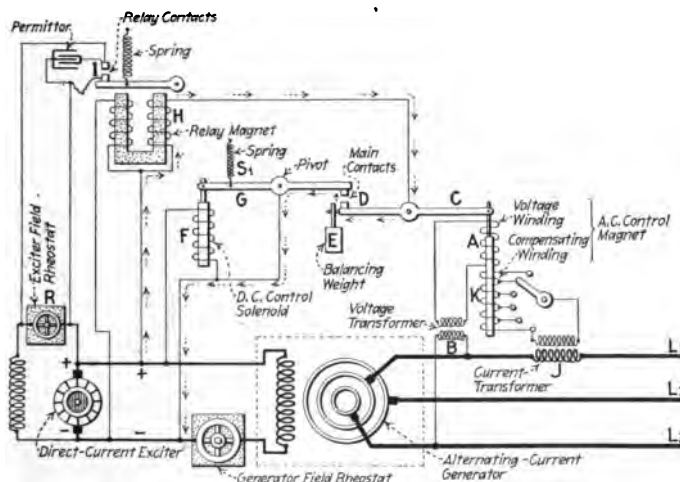 Relay Contacts
Permittor
Spring
I
H
Relay Magnet
Spring
S1
Pivot
Main
Contacts
G
D
C
Voltage
Winding
A.C. Control
Magnet
A
Compensating
Winding
F
E
K
Exciter Field
Rheostat
R
D.C. Control
Solenoid
Balancing
Weight
Voltage
Transformer
B
J
L
Current-
Transformer
L
L
+
+
-
-
Direct-Current Exciter
Generator Field Rheostat
Alternating-Current
Generator